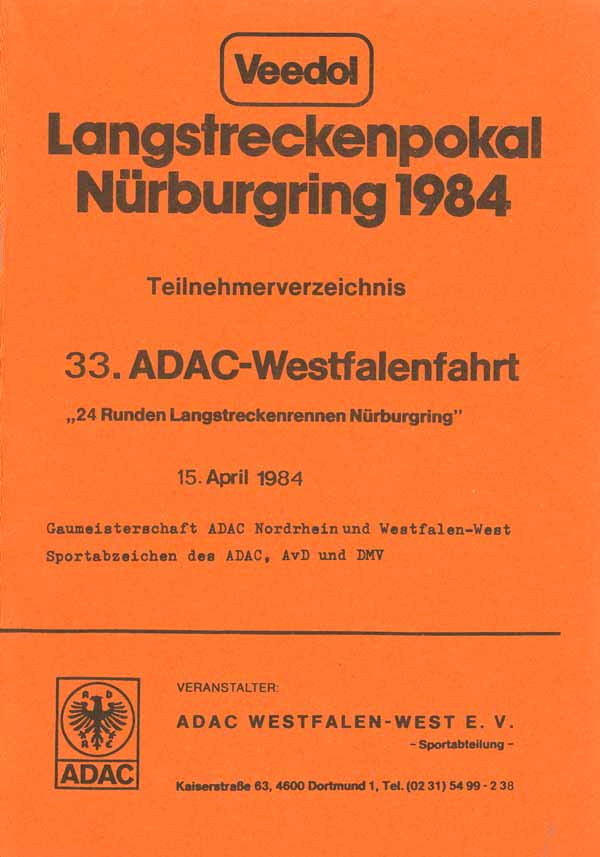 Veedol
Langstreckenpokal
Nürburgring 1984
Teilnehmerverzeichnis
33. ADAC-Westfalenfahrt
„24 Runden Langstreckenrennen Nürburgring”
15. April 1984
Gaumeisterschaft ADAC Nordrhein und Westfalen-West
Sportabzeichen des ADAC, AvD und DMV
VERANSTALTER:
ADAC WESTFALEN-WEST E. V.
- Sportabteilung -
A D A C
ADAC
Kaiserstraße 63, 4600 Dortmund 1, Tel. (02 31) 54 99 - 2 38